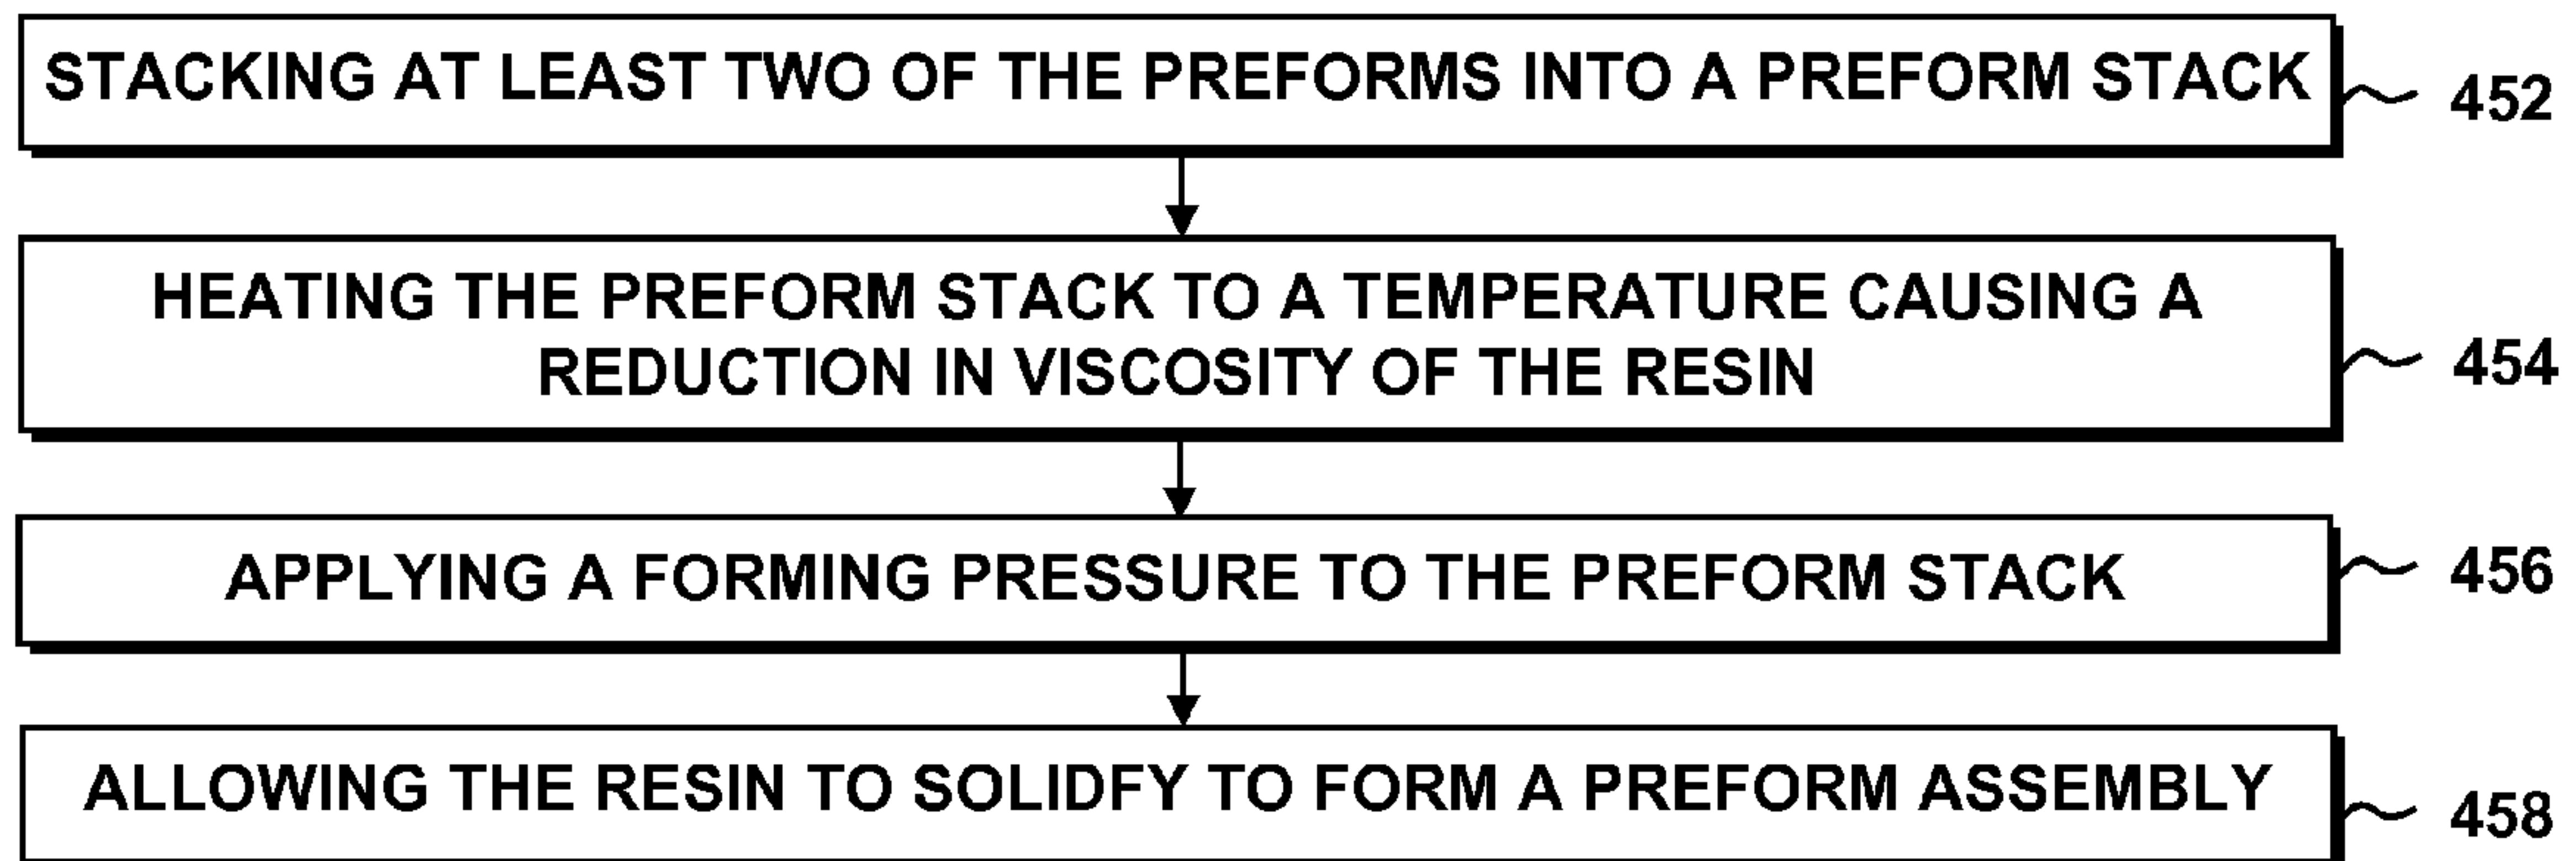 STACKING AT LEAST TWO OF THE PREFORMS INTO A PREFORM STACK
452
HEATING THE PREFORM STACK TO A TEMPERATURE CAUSING A
REDUCTION IN VISCOSITY OF THE RESIN
454
APPLYING A FORMING PRESSURE TO THE PREFORM STACK
456
ALLOWING THE RESIN TO SOLIDFY TO FORM A PREFORM ASSEMBLY
458